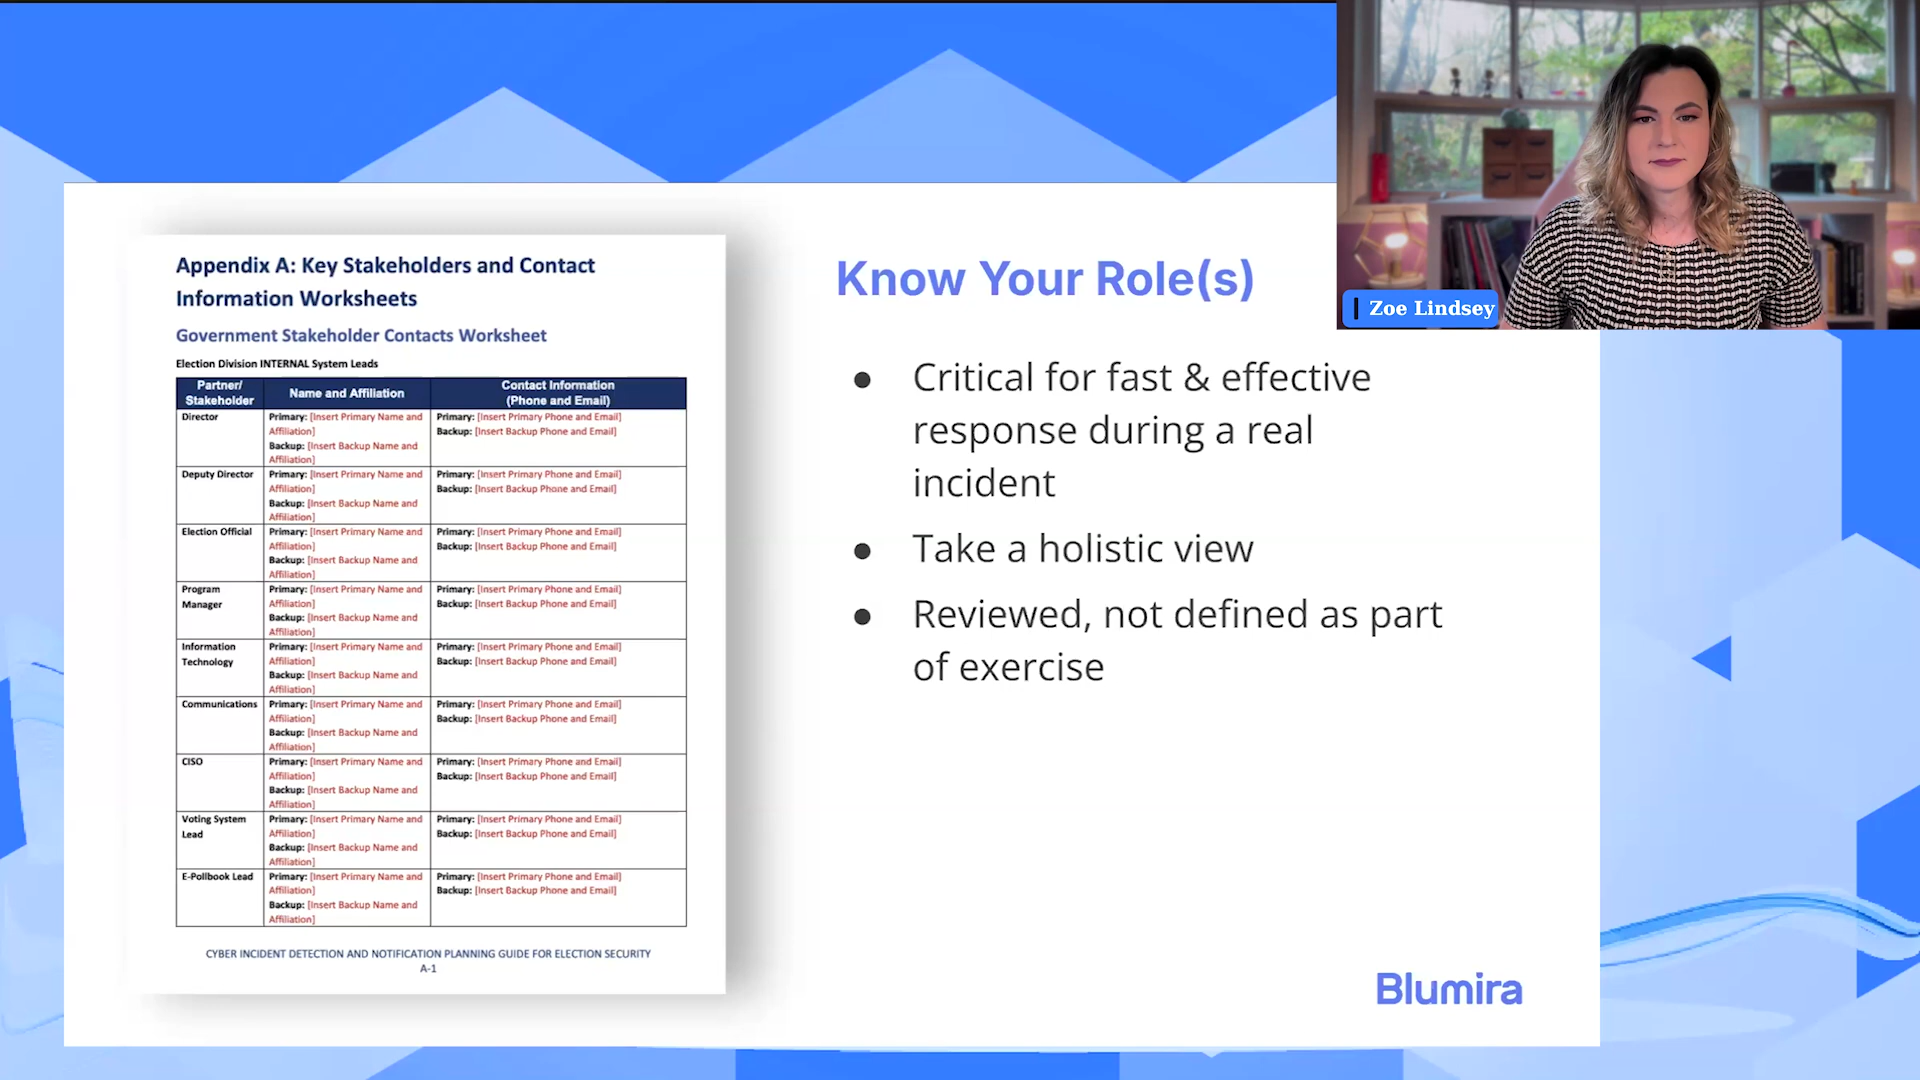 Appendix A: Key Stakeholders and Contact
Information Worksheets
Government Stakeholder Contacts Worksheet
Election Division INTERNAL System Leads
Partner/ Stakeholder Name and Affiliation Contact Information (Phone and Email)
Director
Primary: [Insert Primary Name and
Affiliation]
Backup: [Insert Backup Name and
Affiliation]
Primary: [Insert Primary Phone and Email]
Backup: [Insert Backup Phone and Email]
Deputy Director
Primary: [Insert Primary Name and
Affiliation]
Backup: [Insert Backup Name and
Affiliation]
Primary: [Insert Primary Phone and Email]
Backup: [Insert Backup Phone and Email]
Election Official
Primary: [Insert Primary Name and
Affiliation]
Backup: [Insert Backup Name and
Affiliation]
Primary: [Insert Primary Phone and Email]
Backup: [Insert Backup Phone and Email]
Program
Manager
Primary: [Insert Primary Name and
Affiliation]
Backup: [Insert Backup Name and
Affiliation]
Primary: [Insert Primary Phone and Email]
Backup: [Insert Backup Phone and Email]
Information
Technology
Primary: [Insert Primary Name and
Affiliation]
Backup: [Insert Backup Name and
Affiliation]
Primary: [Insert Primary Phone and Email]
Backup: [Insert Backup Phone and Email]
Communications
Primary: [Insert Primary Name and
Affiliation]
Backup: [Insert Backup Name and
Affiliation]
Primary: [Insert Primary Phone and Email]
Backup: [Insert Backup Phone and Email]
CISO
Primary: [Insert Primary Name and
Affiliation]
Backup: [Insert Backup Name and
Affiliation]
Primary: [Insert Primary Phone and Email]
Backup: [Insert Backup Phone and Email]
Voting System
Lead
Primary: [Insert Primary Name and
Affiliation]
Backup: [Insert Backup Name and
Affiliation]
Primary: [Insert Primary Phone and Email]
Backup: [Insert Backup Phone and Email]
E-Pollbook Lead
Primary: [Insert Primary Name and
Affiliation]
Backup: [Insert Backup Name and
Affiliation]
Primary: [Insert Primary Phone and Email]
Backup: [Insert Backup Phone and Email]
CYBER INCIDENT DETECTION AND NOTIFICATION PLANNING GUIDE FOR ELECTION SECURITY
A-1
Know Your Role(s)
● Critical for fast & effective
response during a real
incident
● Take a holistic view
● Reviewed, not defined as part
of exercise
Blumira
Zoe Lindsey